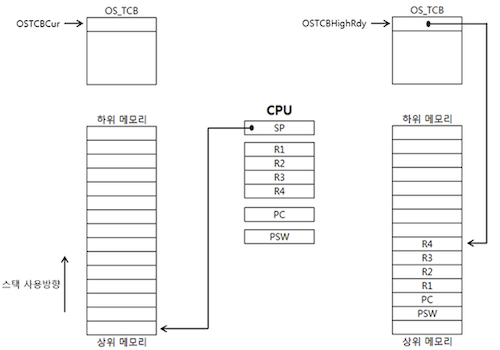 OS_TCB
OSTCBCur
하위 메모리
스택 사용방향
상위 메모리
CPU
SP
R1
R2
R3
R4
PC
PSW
OS_TCB
OSTCBHighRdy
하위 메모리
R4
R3
R2
R1
PC
PSW
상위 메모리